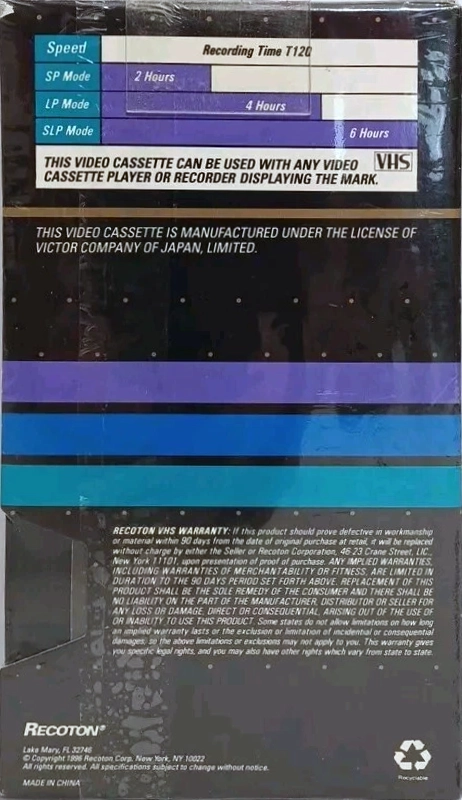 Speed Recording Time T120
SP Mode 2 Hours
LP Mode 4 Hours
SLP Mode 6 Hours
THIS VIDEO CASSETTE CAN BE USED WITH ANY VIDEO VHS
CASSETTE PLAYER OR RECORDER DISPLAYING THE MARK.
THIS VIDEO CASSETTE IS MANUFACTURED UNDER THE LICENSE OF
VICTOR COMPANY OF JAPAN, LIMITED.
RECOTON VHS WARRANTY: If this product should prove defective in workmanship
or material within 90 days from the date of original purchase at retail, it will be replaced
without charge by either the Seller or Recoton Corporation, 46-23 Crane Street, LIC.,
New York 11101, upon presentation of proof of purchase. ANY IMPLIED WARRANTIES,
INCLUDING WARRANTIES OF MERCHANTABILITY OR FITNESS, ARE LIMITED IN
DURATION TO THE 90 DAYS PERIOD SET FORTH ABOVE. REPLACEMENT OF THIS
PRODUCT SHALL BE THE SOLE REMEDY OF THE CONSUMER AND THERE SHALL BE
NO LIABILITY ON THE PART OF THE MANUFACTURER, DISTRIBUTOR OR SELLER FOR
ANY LOSS OR DAMAGE, DIRECT OR CONSEQUENTIAL, ARISING OUT OF THE USE OF
OR INABILITY TO USE THIS PRODUCT. Some states do not allow limitations on how long
an implied warranty lasts or the exclusion or limitation of incidental or consequential
damages, so the above limitations or exclusions may not apply to you. This warranty gives
you specific legal rights, and you may also have other rights which vary from state to state.
RECOTON®
Lake Mary, FL 32746
© Copyright 1996 Recoton Corp. New York, NY 10022
All rights reserved. All specifications subject to change without notice.
MADE IN CHINA
Recyclable